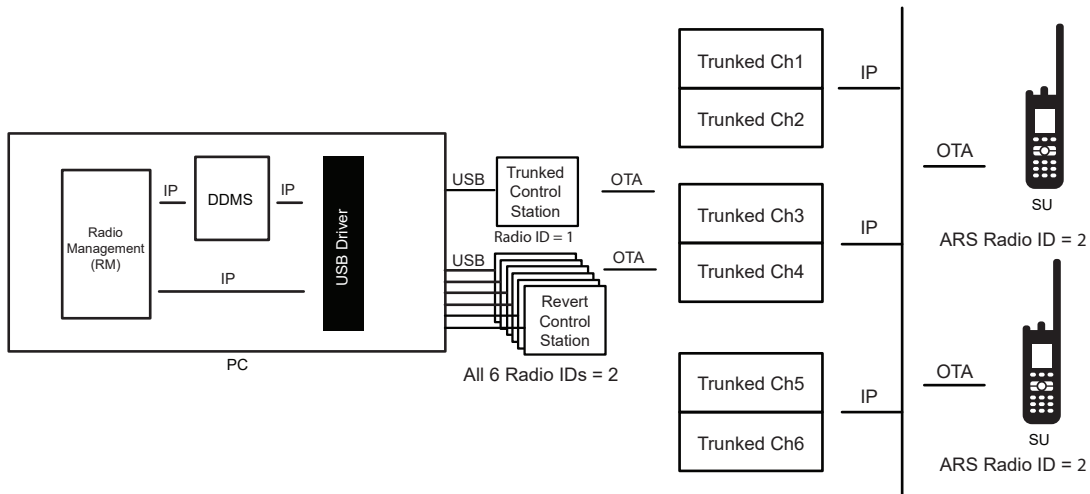 Radio
Management
(RM)
IP
DDMS
IP
IP
USB Driver
PC
USB
Trunked
Control
Station
Radio ID = 1
USB
Revert
Control
Station
All 6 Radio IDs = 2
OTA
OTA
Trunked Ch1
Trunked Ch2
IP
Trunked Ch3
Trunked Ch4
IP
Trunked Ch5
Trunked Ch6
IP
OTA
SU
ARS Radio ID = 2
OTA
SU
ARS Radio ID = 2